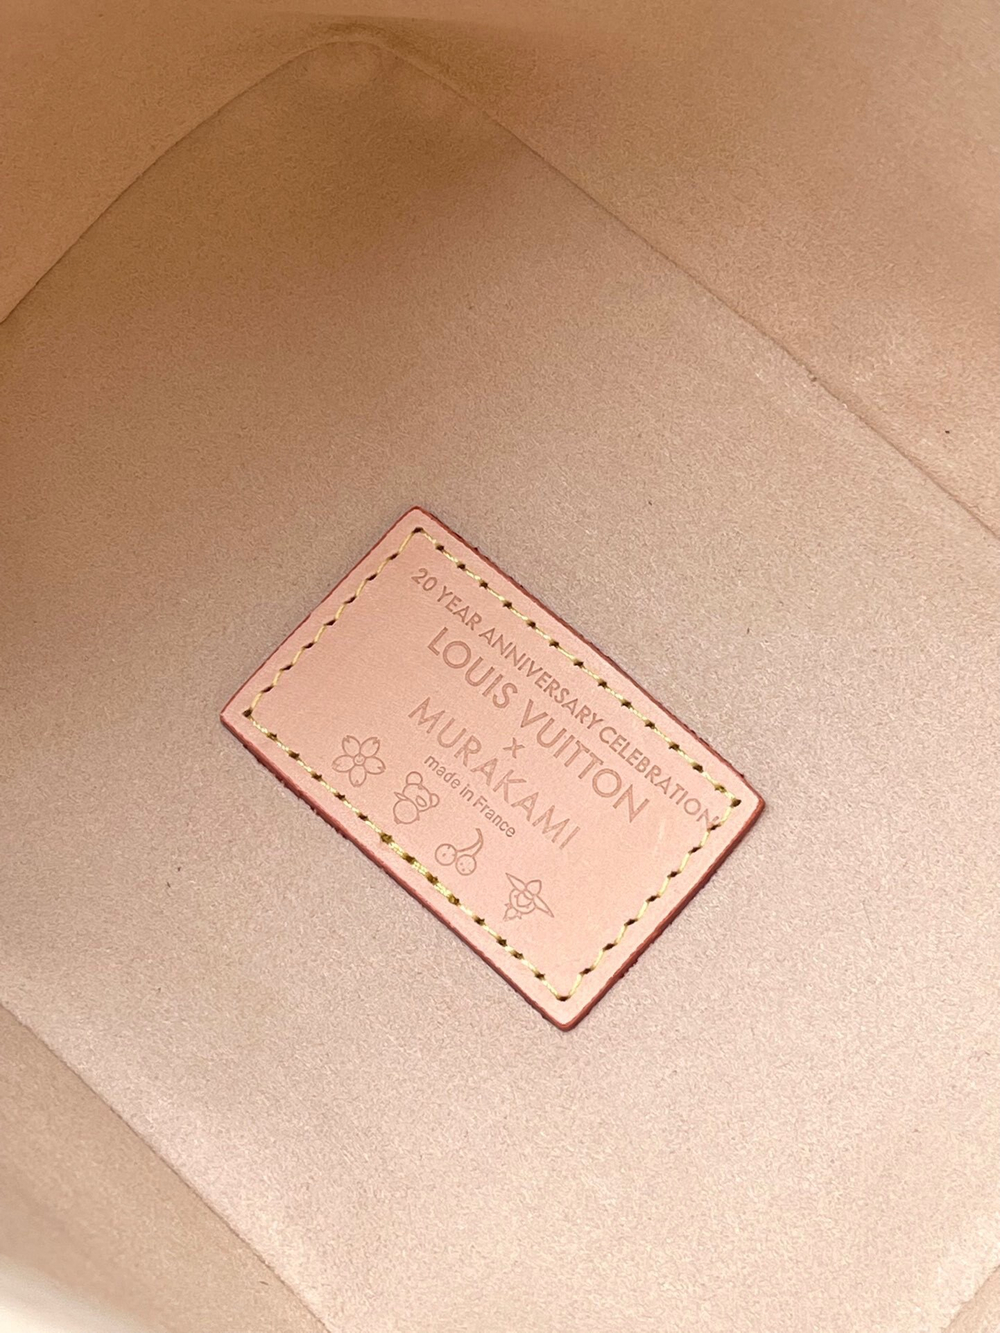 20 YEAR ANNIVERSARY CELEBRATION
LOUIS VUITTON
x
MURAKAMI
made in France